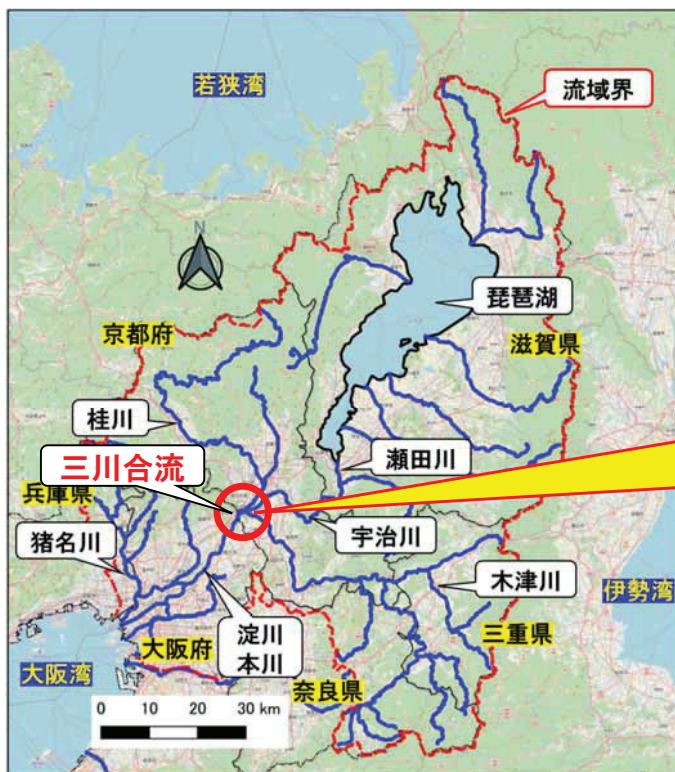 若狭湾
流域界
N
琵琶湖
京都府
滋賀県
桂川
三川合流
瀬田川
兵庫県
宇治川
猪名川
木津川
伊勢湾
淀川
本川
大阪府
三重県
大阪湾
奈良県
0 10 20 30 km